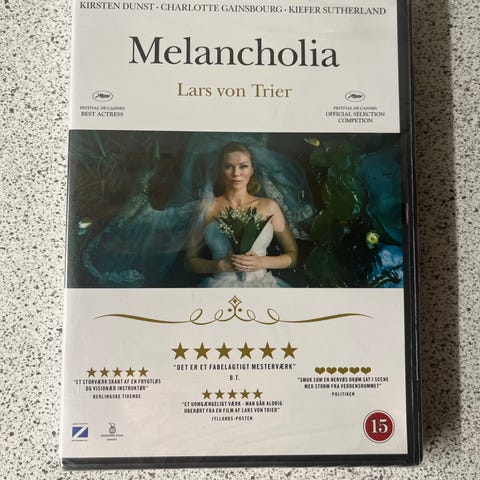 KIRSTEN DUNST · CHARLOTTE GAINSBOURG · KIEFER SUTHERLAND
Melancholia
Lars von Trier
FESTIVAL DE CANNES
BEST ACTRESS
FESTIVAL DE CANNES
OFFICIAL SELECTION
COMPETION
"DET ER ET FABELAGTIGT MESTERVÆRK"
B.T.
"ET STORVÆRK SKABT AF EN FRYGTLØS
OG VISIONÆR INSTRUKTØR"
BERLINGSKE TIDENDE
"SMUK SOM EN NERVØS DRØM SAT I SCENE
MED STORM FRA VERDENSRUMMET"
POLITIKEN
"ET UOMGÆNGELIGT VÆRK - MAN GÅR ALDRIG
UBERØRT FRA EN FILM AF LARS VON TRIER"
JYLLANDS-POSTEN
15